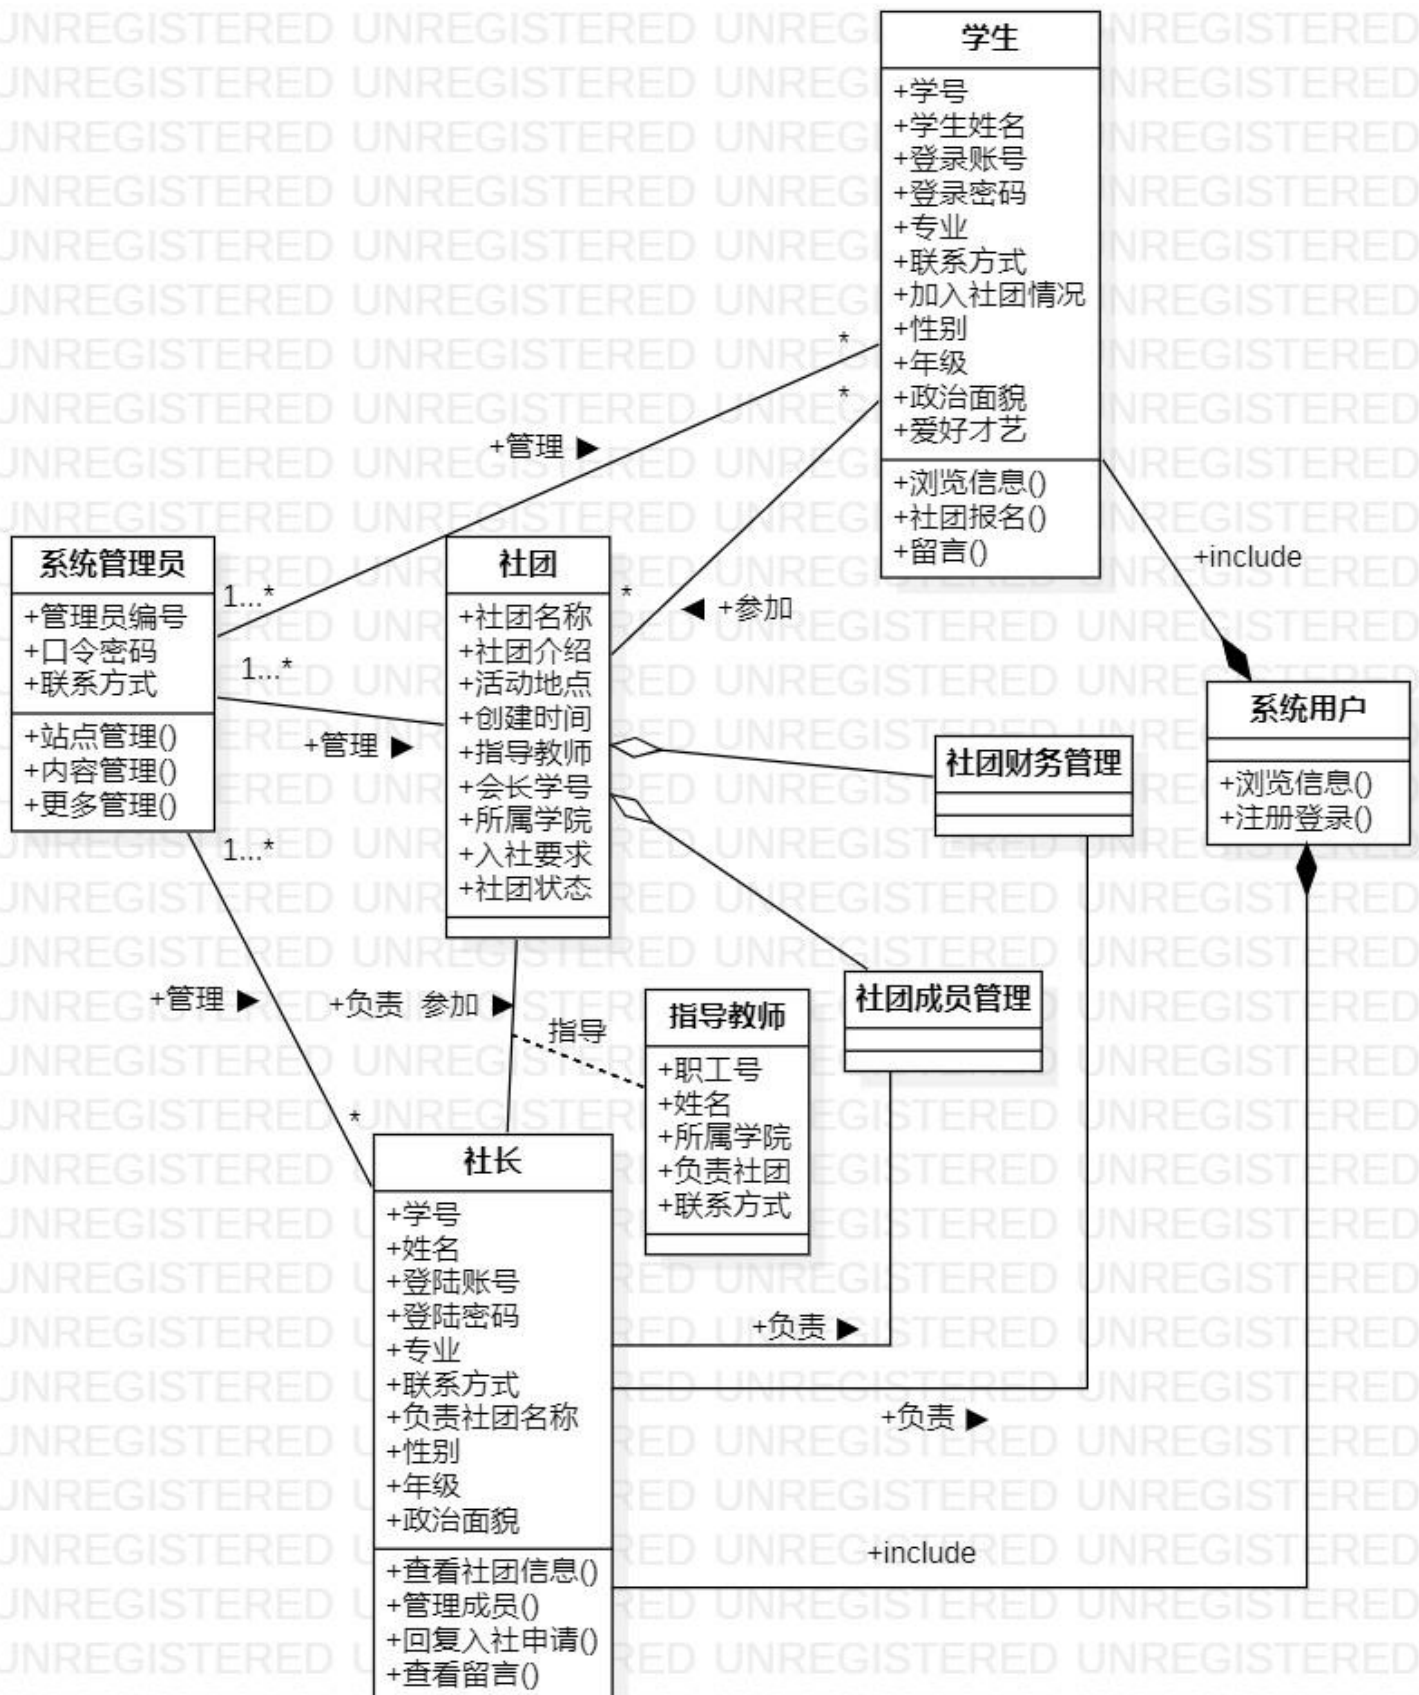 学生
+学号
+学生姓名
+登录账号
+登录密码
+专业
+联系方式
+加入社团情况
+性别
+年级
+政治面貌
+爱好才艺
+浏览信息()
+社团报名()
+留言()
*
*
+管理 ▶
+include
系统管理员
+管理员编号
+口令密码
+联系方式
+站点管理()
+内容管理()
+更多管理()
1...*
1...*
+管理 ▶
1...*
社团
+社团名称
+社团介绍
+活动地点
+创建时间
+指导教师
+会长学号
+所属学院
+入社要求
+社团状态
*
◀ +参加
系统用户
+浏览信息()
+注册登录()
社团财务管理
社团成员管理
+管理 ▶
+负责 参加 ▶
指导
*
指导教师
+职工号
+姓名
+所属学院
+负责社团
+联系方式
社长
+学号
+姓名
+登陆账号
+登陆密码
+专业
+联系方式
+负责社团名称
+性别
+年级
+政治面貌
+查看社团信息()
+管理成员()
+回复入社申请()
+查看留言()
+负责 ▶
+负责 ▶
+include
UNREGISTERED